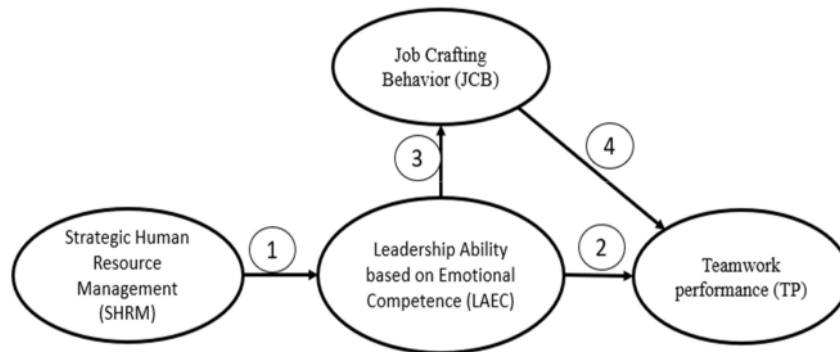 Job Crafting
Behavior (JCB)
3
4
Strategic Human
Resource
Management
(SHRM)
1
Leadership Ability
based on Emotional
Competence (LAEC)
2
Teamwork
performance (TP)